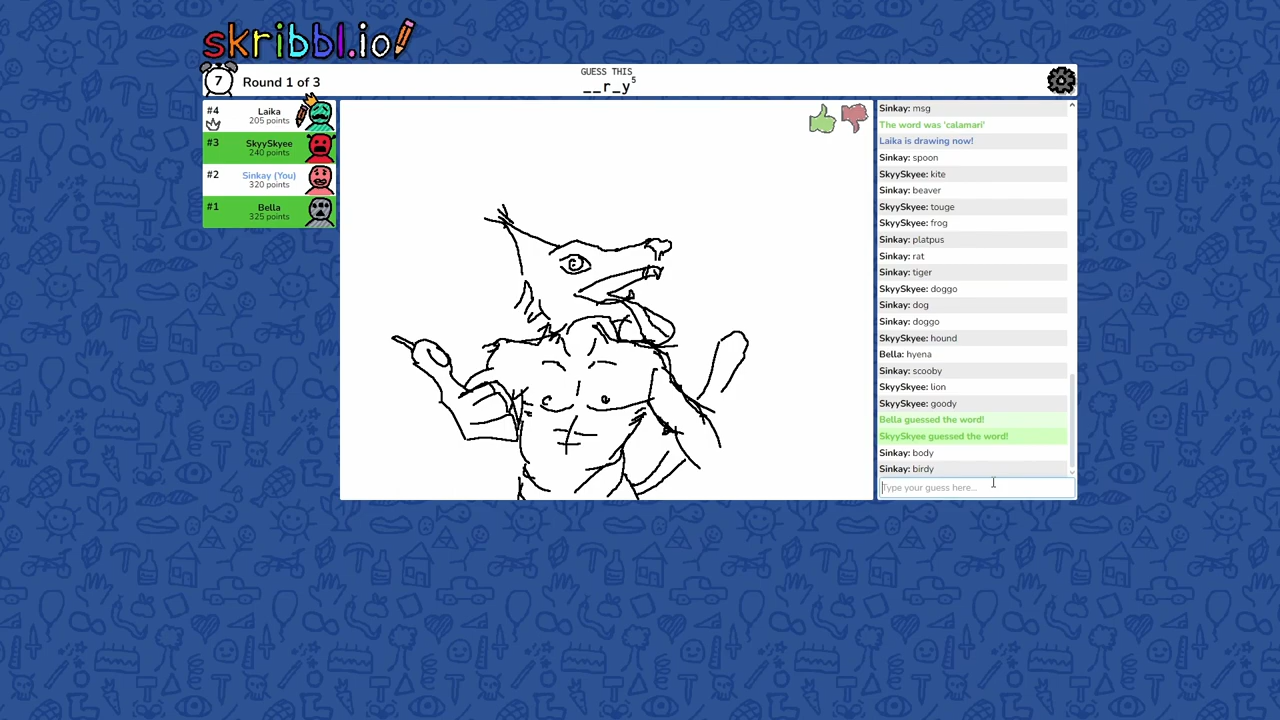 skribbl.io
7
Round 1 of 3
GUESS THIS
__r_y5
#4
Laika
205 points
#3
SkyySkyee
240 points
#2
Sinkay (You)
320 points
#1
Bella
325 points
Sinkay: msg
The word was 'calamari'
Laika is drawing now!
Sinkay: spoon
SkyySkyee: kite
Sinkay: beaver
SkyySkyee: touge
SkyySkyee: frog
Sinkay: platpus
Sinkay: rat
Sinkay: tiger
SkyySkyee: doggo
Sinkay: dog
Sinkay: doggo
SkyySkyee: hound
Bella: hyena
Sinkay: scooby
SkyySkyee: lion
SkyySkyee: goody
Bella guessed the word!
SkyySkyee guessed the word!
Sinkay: body
Sinkay: birdy
Type your guess here...